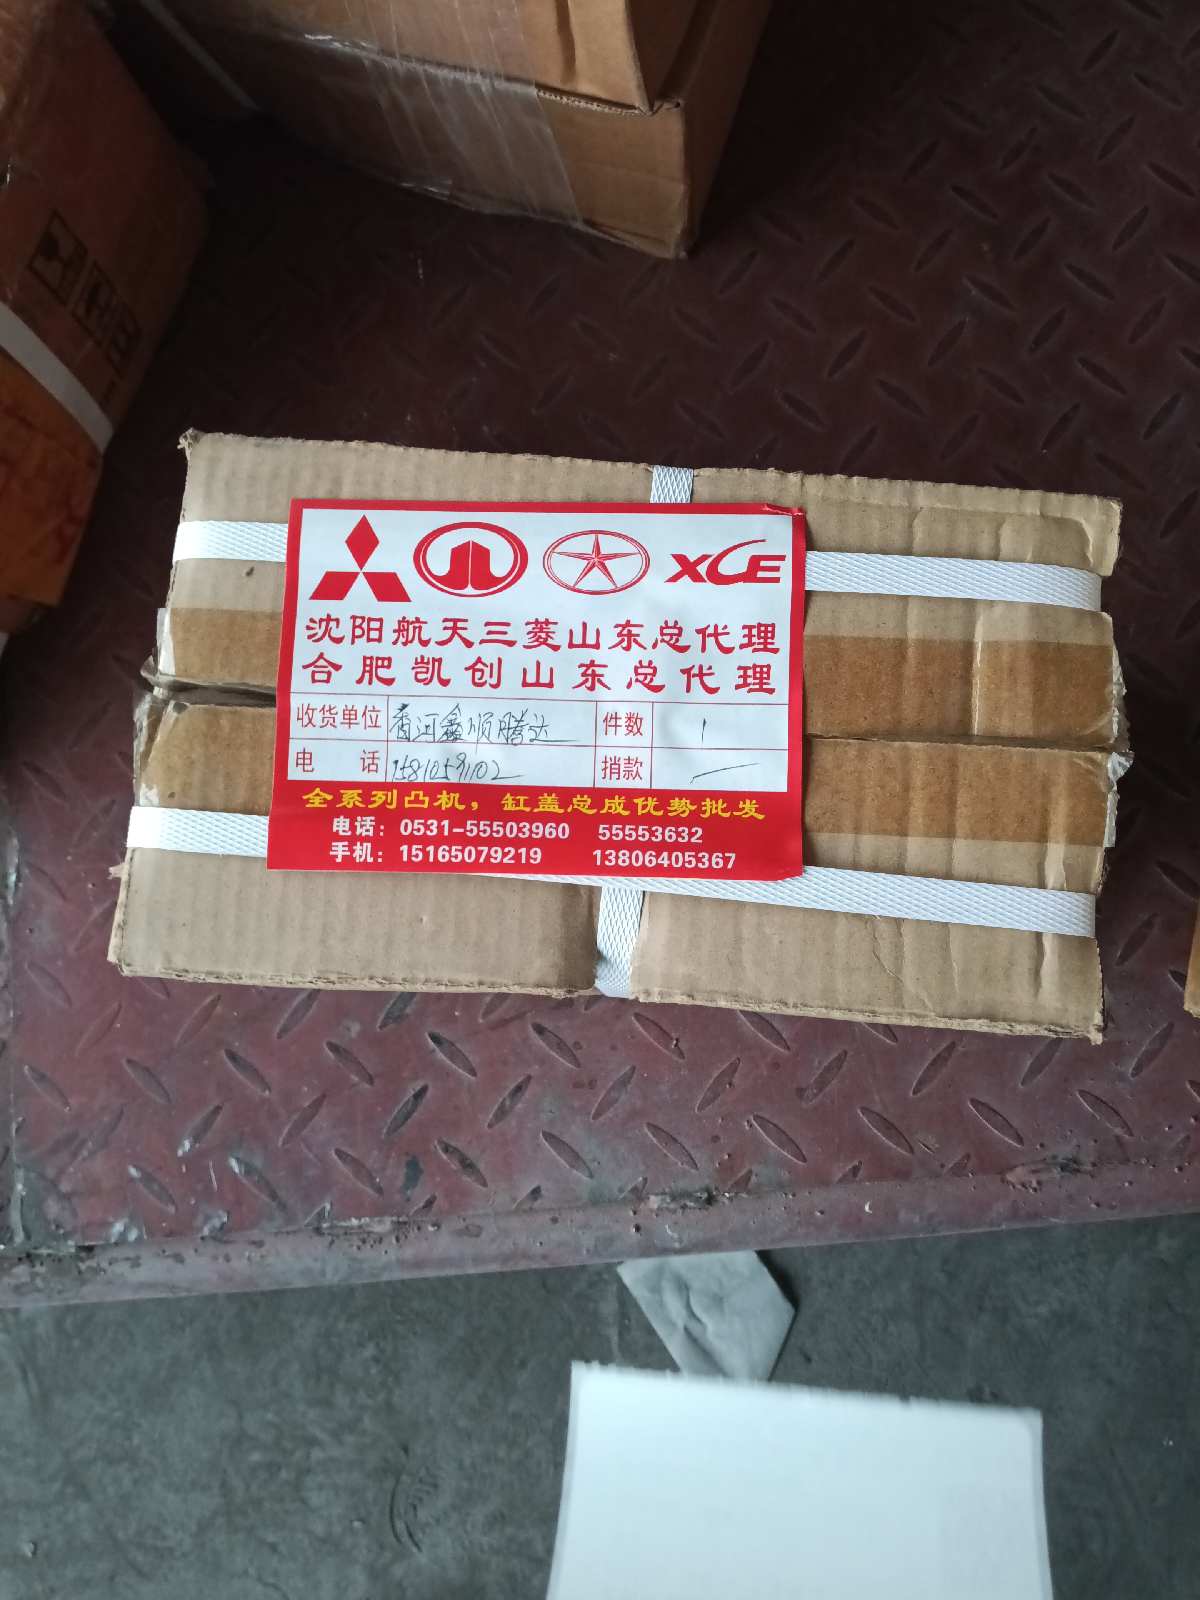 XCE
沈阳航天三菱山东总代理
合肥凯创山东总代理
收货单位 香河鑫顺腾达 件数 1
电 话 15810591102 捐款 一
全系列凸机，缸盖总成优势批发
电话：0531-55503960 55553632
手机：15165079219 13806405367